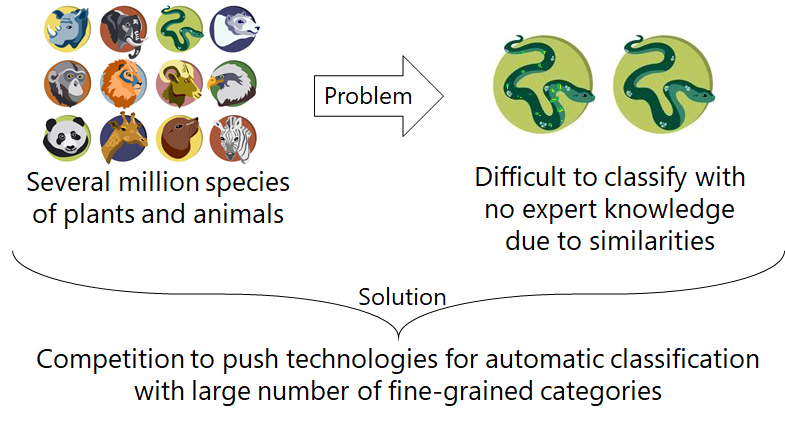 Several million species
of plants and animals
Problem
Difficult to classify with
no expert knowledge
due to similarities
Solution
Competition to push technologies for automatic classification
with large number of fine-grained categories